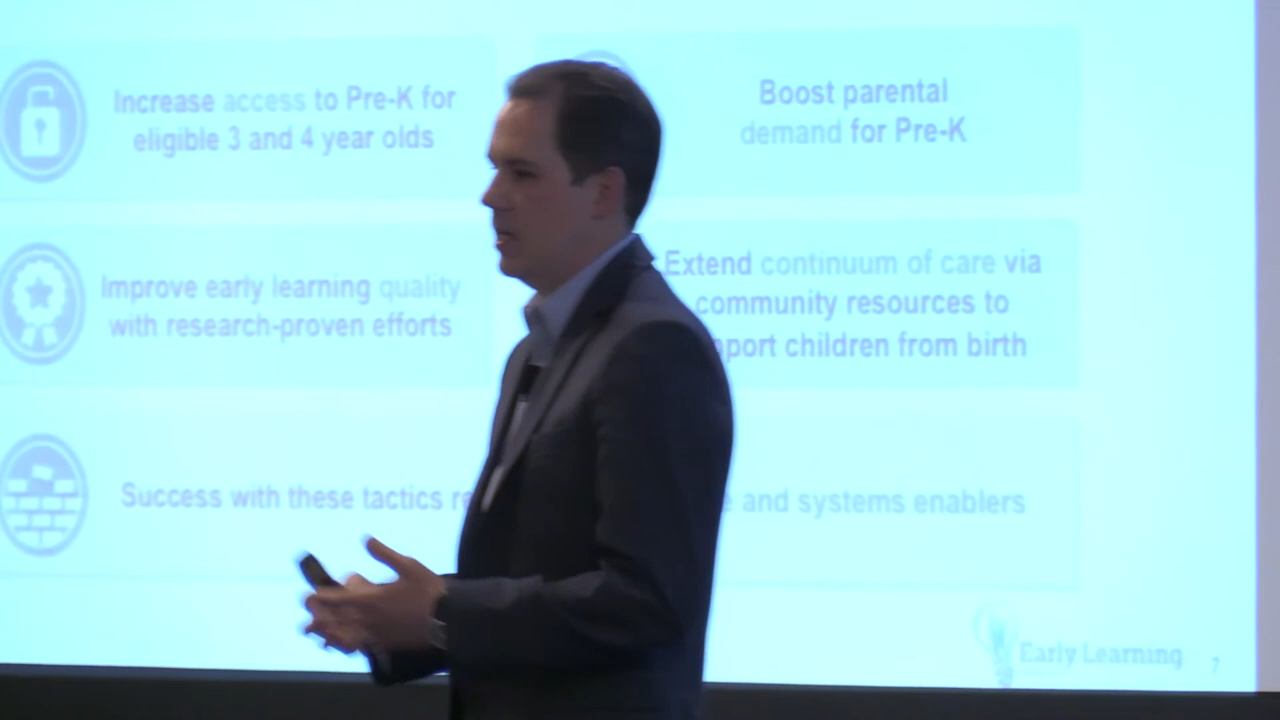 Increase access to Pre-K for
eligible 3 and 4 year olds
Boost parental
demand for Pre-K
Improve early learning quality
with research-proven efforts
Extend continuum of care via
community resources to
port children from birth
Success with these tactics
and systems enablers
Early Learning
7